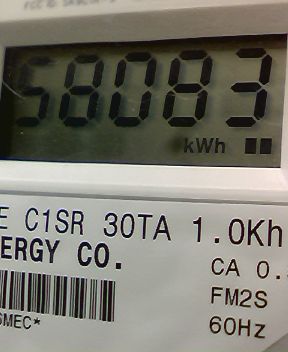 58083
kWh
E C1SR 30TA 1.0Kh
ERGY CO.
CA 0.
FM2S
60Hz
SMEC*